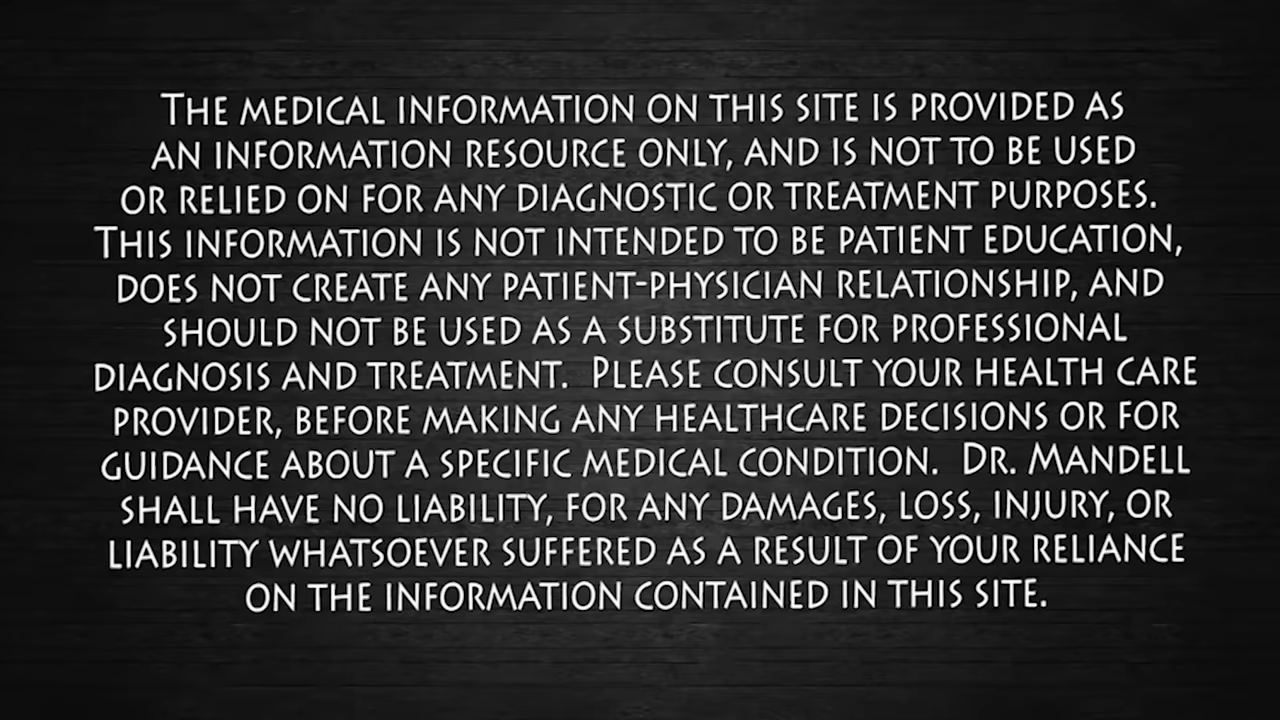 The medical information on this site is provided as
an information resource only, and is not to be used
or relied on for any diagnostic or treatment purposes.
This information is not intended to be patient education,
does not create any patient-physician relationship, and
should not be used as a substitute for professional
diagnosis and treatment.  Please consult your health care
provider, before making any healthcare decisions or for
guidance about a specific medical condition.  Dr. Mandell
shall have no liability, for any damages, loss, injury, or
liability whatsoever suffered as a result of your reliance
on the information contained in this site.